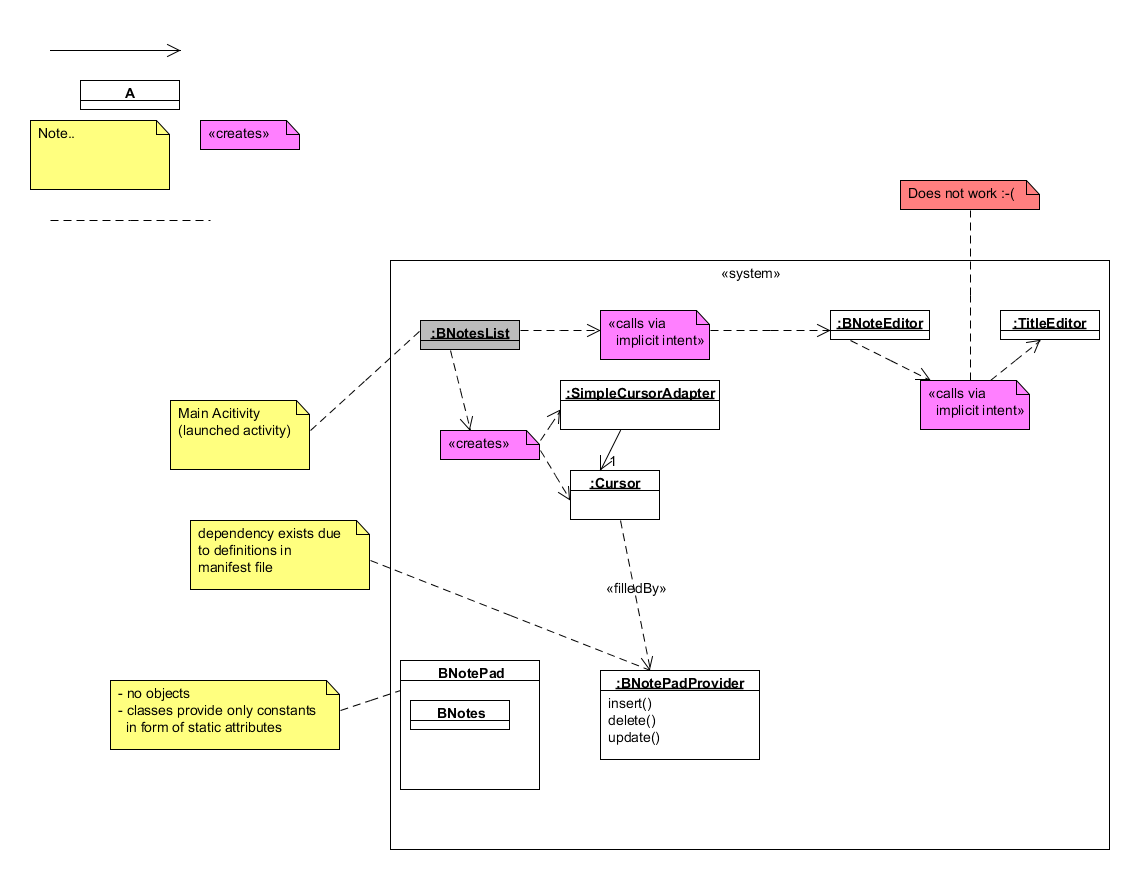 A
Note..
«creates»
Does not work :-(
«system»
:BNotesList
«calls via
implicit intent»
:BNoteEditor
:TitleEditor
Main Acitivity
(launched activity)
:SimpleCursorAdapter
«calls via
implicit intent»
«creates»
:Cursor
dependency exists due
to definitions in
manifest file
«filledBy»
- no objects
- classes provide only constants
in form of static attributes
BNotePad
BNotes
:BNotePadProvider
insert()
delete()
update()